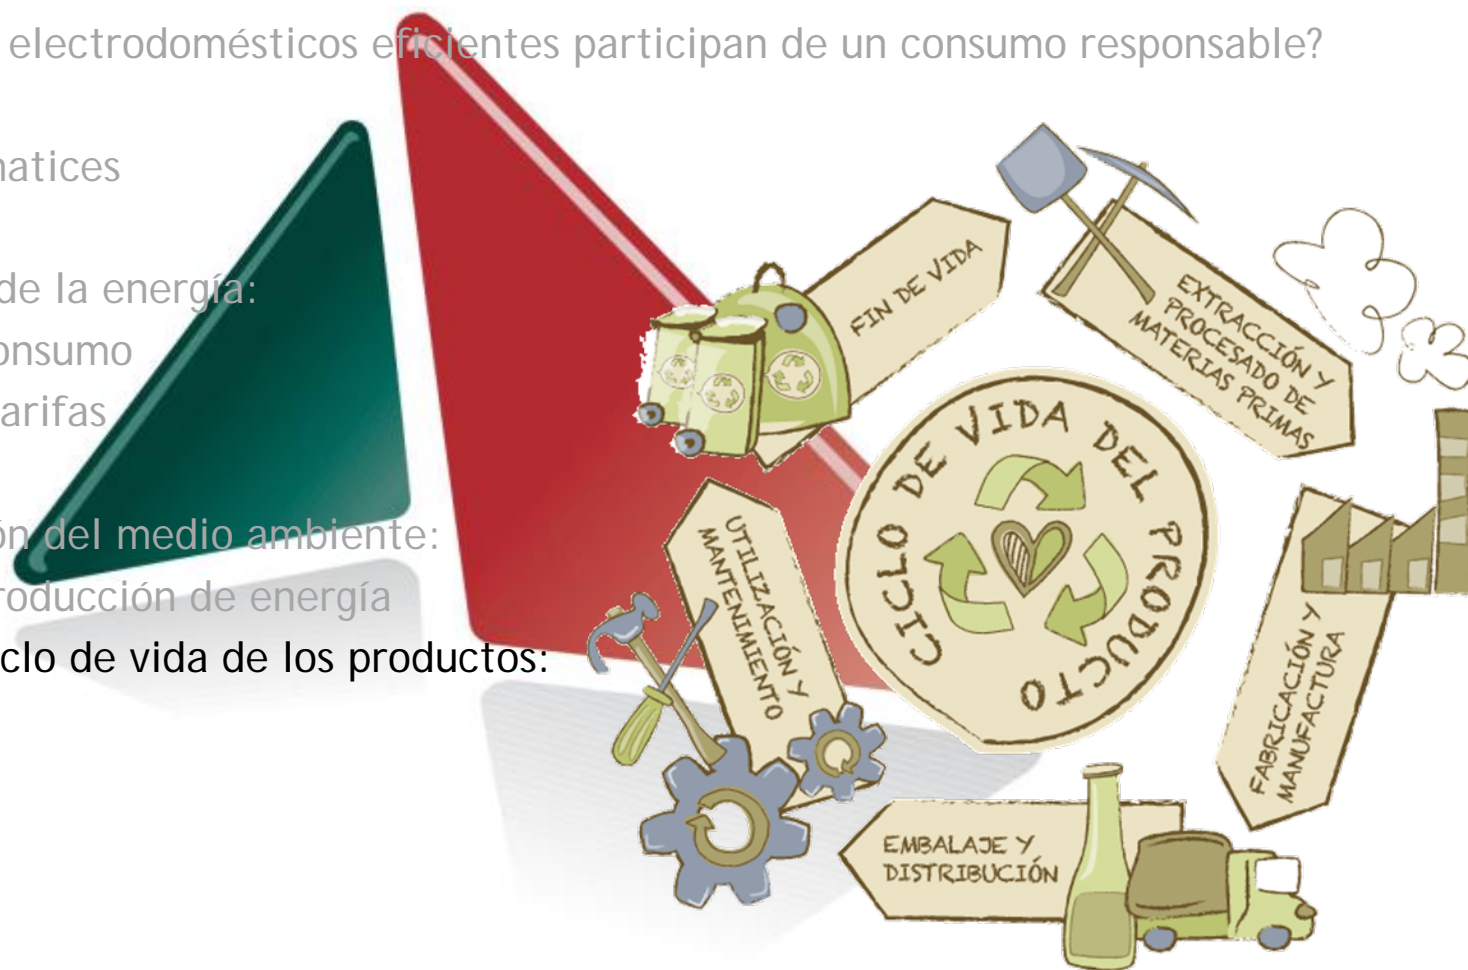 electrodomésticos eficientes participan de un consumo responsable?
matices
de la energía:
onsumo
arifas
ón del medio ambiente:
roducción de energía
clo de vida de los productos:
CICLO DE VIDA DEL PRODUCTO
EXTRACCIÓN Y
PROCESADO DE
MATERIAS PRIMAS
FABRICACIÓN Y
MANUFACTURA
EMBALAJE Y
DISTRIBUCIÓN
UTILIZACIÓN Y
MANTENIMIENTO
FIN DE VIDA